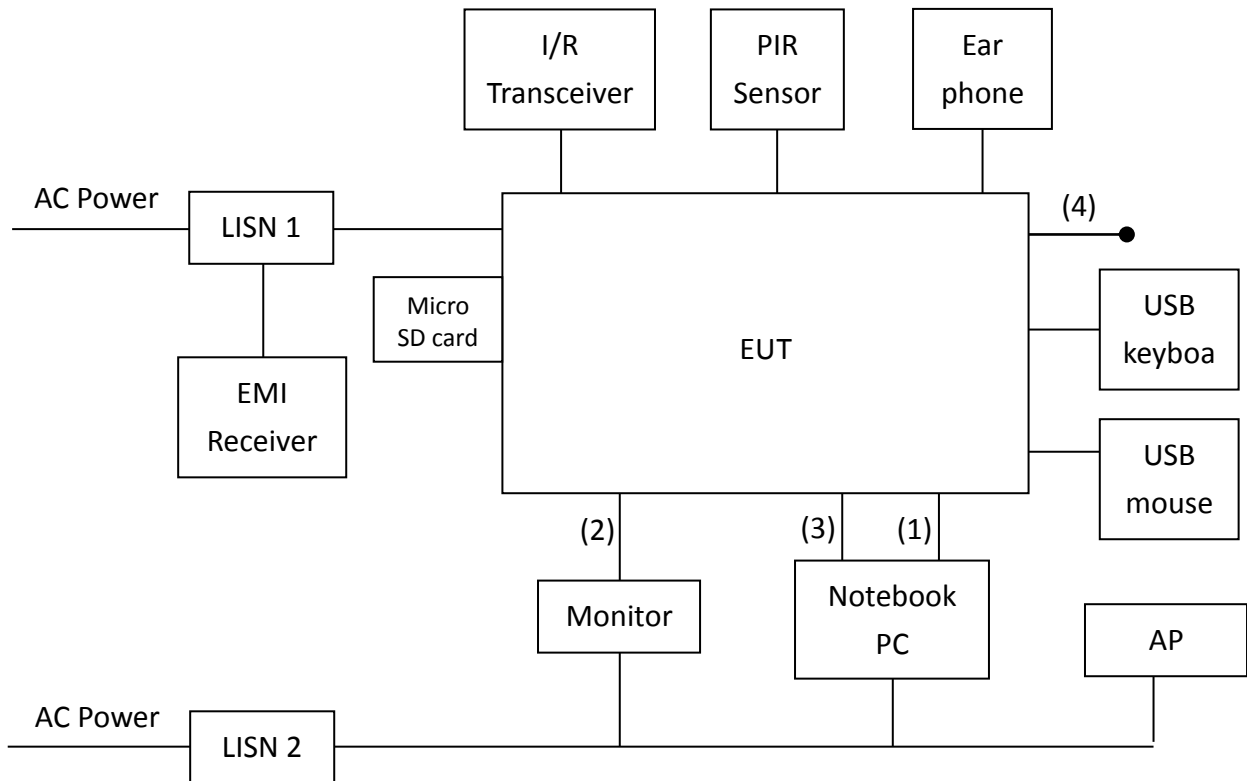 I/R
Transceiver
PIR
Sensor
Ear
phone
AC Power
LISN 1
(4)
Micro
SD card
EUT
USB
keyboa
EMI
Receiver
USB
mouse
(2)
(3)
(1)
Monitor
Notebook
PC
AP
AC Power
LISN 2